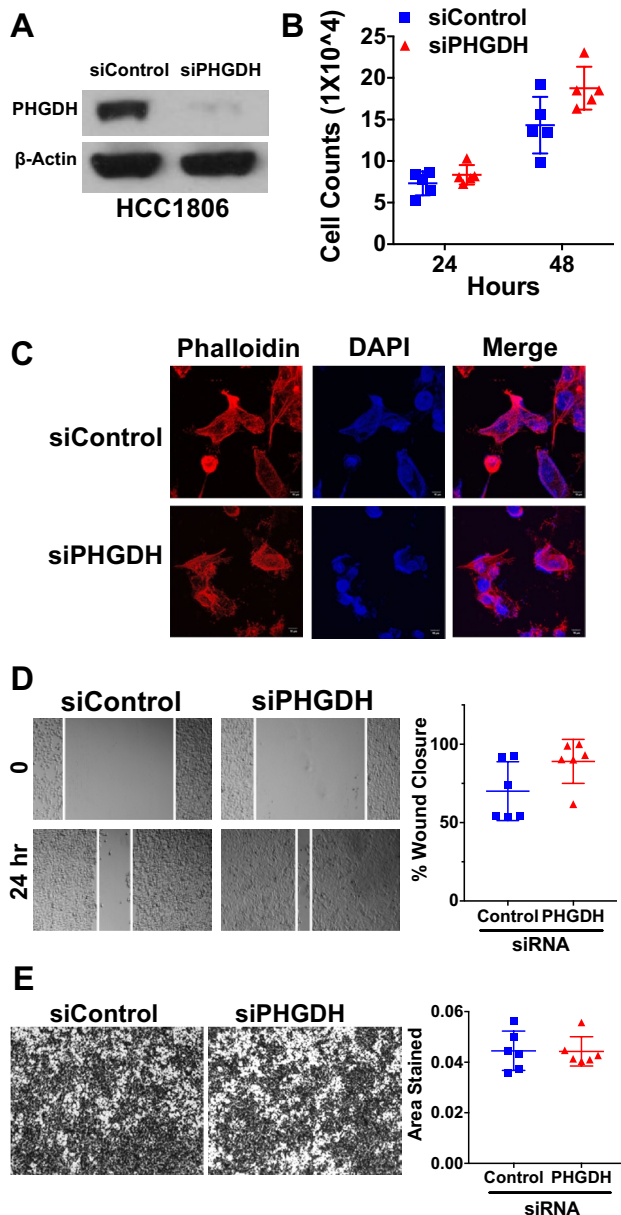 A
siControl siPHGDH
PHGDH
β-Actin
HCC1806
B
siControl
siPHGDH
Cell Counts (1X10^4)
25
20
15
10
5
0
24
48
Hours
C
Phalloidin DAPI Merge
siControl
siPHGDH
D
siControl siPHGDH
0
24 hr
% Wound Closure
100
50
0
Control PHGDH
siRNA
E
siControl siPHGDH
Area Stained
0.06
0.04
0.02
0.00
Control PHGDH
siRNA